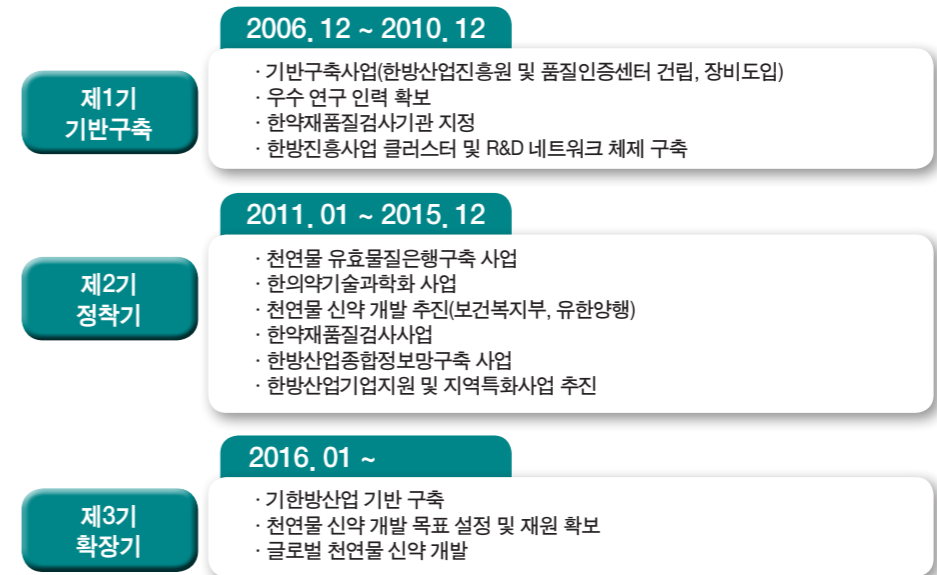 2006. 12 ~ 2010. 12
제1기
기반구축
· 기반구축사업(한방산업진흥원 및 품질인증센터 건립, 장비도입)
· 우수 연구 인력 확보
· 한약재품질검사기관 지정
· 한방진흥사업 클러스터 및 R&D 네트워크 체제 구축
2011. 01 ~ 2015. 12
제2기
정착기
· 천연물 유효물질은행구축 사업
· 한의약기술과학화 사업
· 천연물 신약 개발 추진(보건복지부, 유한양행)
· 한약재품질검사사업
· 한방산업종합정보망구축 사업
· 한방산업기업지원 및 지역특화사업 추진
2016. 01 ~
제3기
확장기
· 기한방산업 기반 구축
· 천연물 신약 개발 목표 설정 및 재원 확보
· 글로벌 천연물 신약 개발